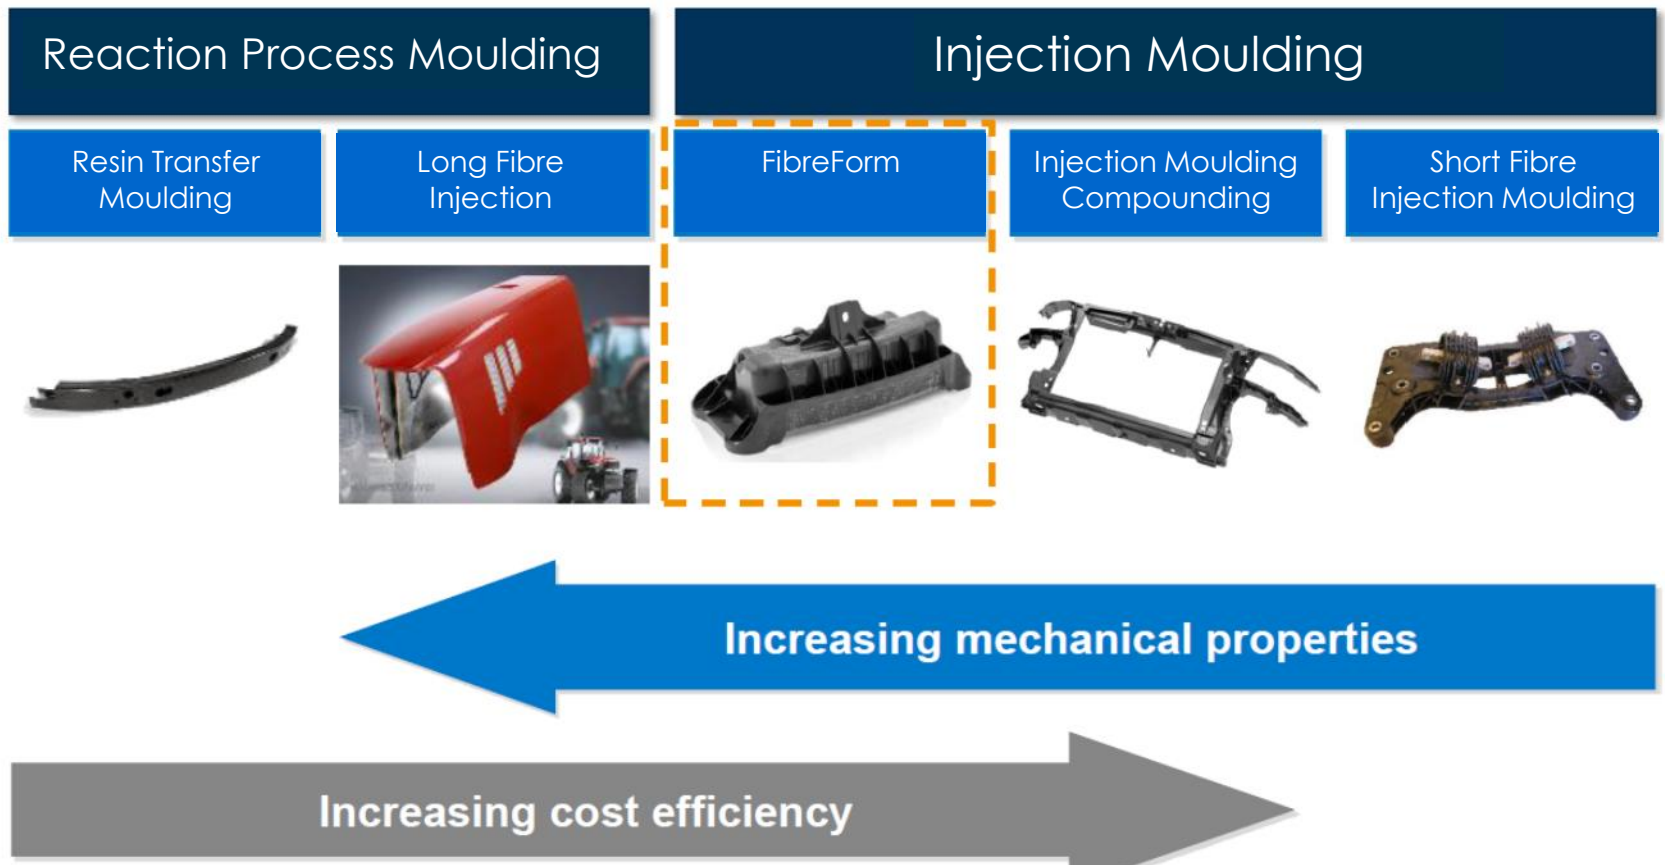 Reaction Process Moulding
Injection Moulding
Resin Transfer
Moulding
Long Fibre
Injection
FibreForm
Injection Moulding
Compounding
Short Fibre
Injection Moulding
Increasing mechanical properties
Increasing cost efficiency